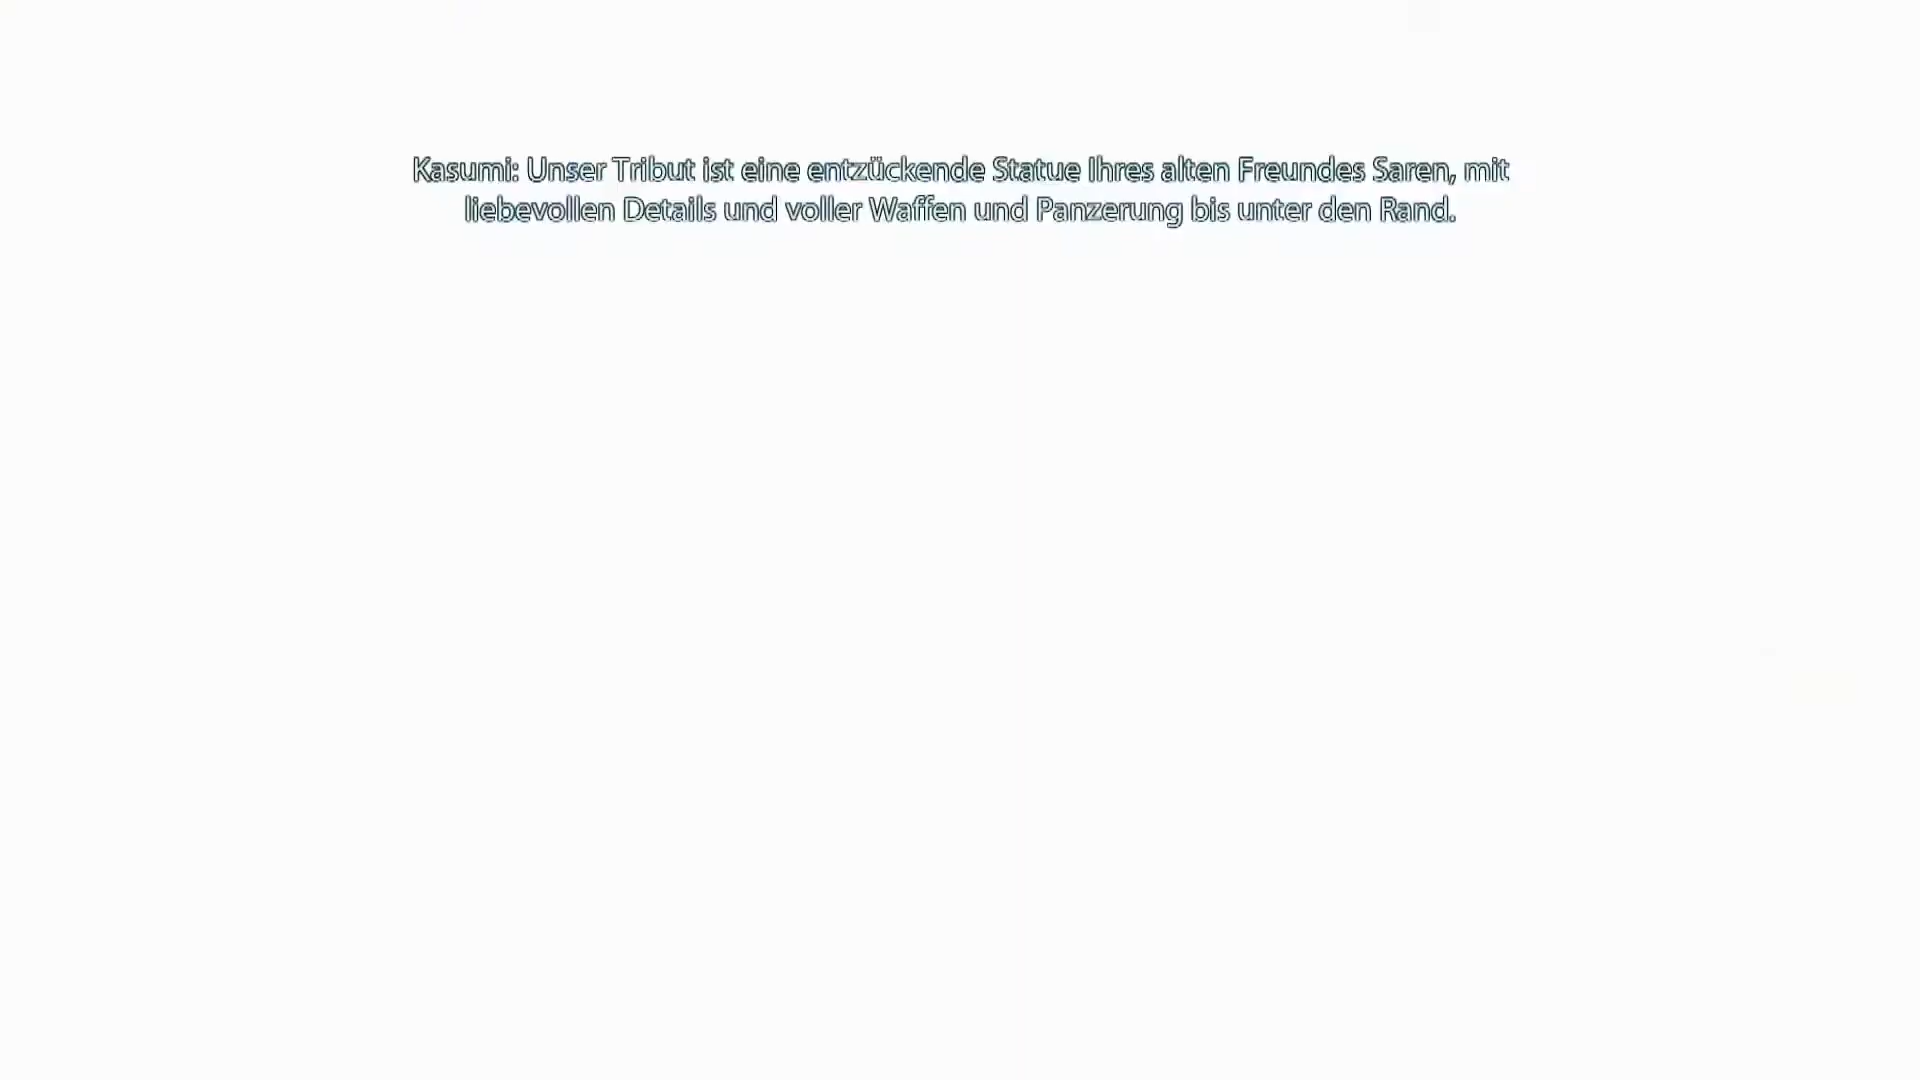 Kasumi: Unser Tribut ist eine entzückende Statue Ihres alten Freundes Saren, mit
liebevollen Details und voller Waffen und Panzerung bis unter den Rand.